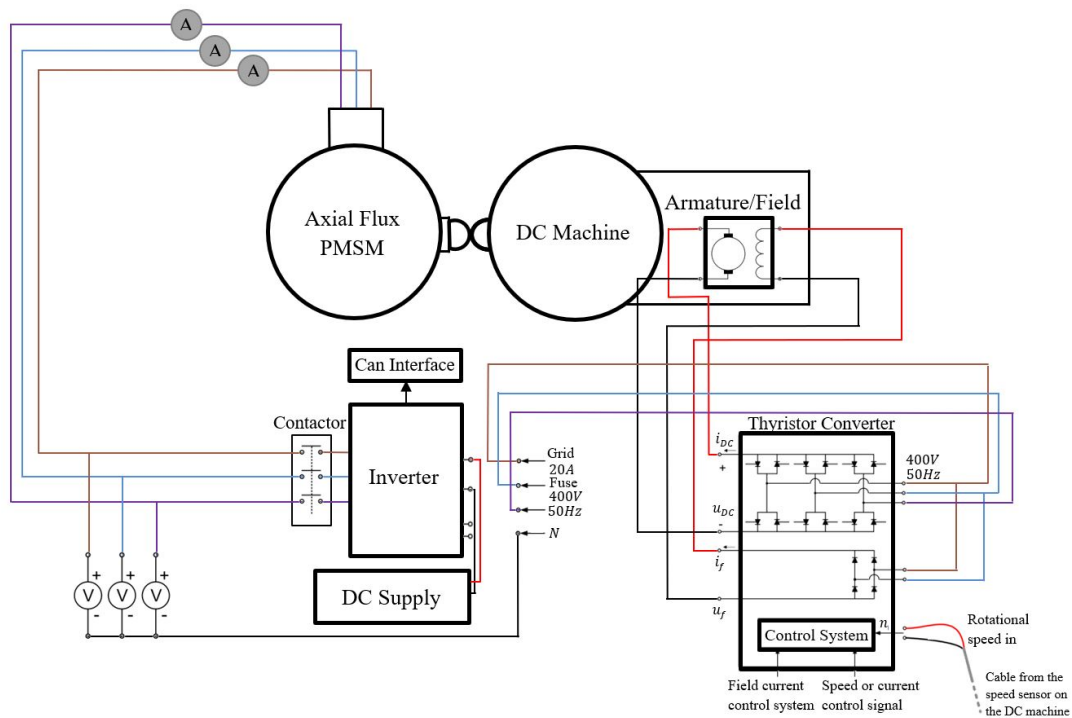 A
A
A
Axial Flux
PMSM
DC Machine
Armature/Field
Can Interface
Contactor
Inverter
Grid
20A
Fuse
400V
50Hz
N
DC Supply
+
+
+
V
V
V
-
-
-
Thyristor Converter
i_DC
+
u_DC
-
i_f
u_f
400V
50Hz
Control System
n
Rotational
speed in
Field current
control system
Speed or current
control signal
Cable from the
speed sensor on
the DC machine